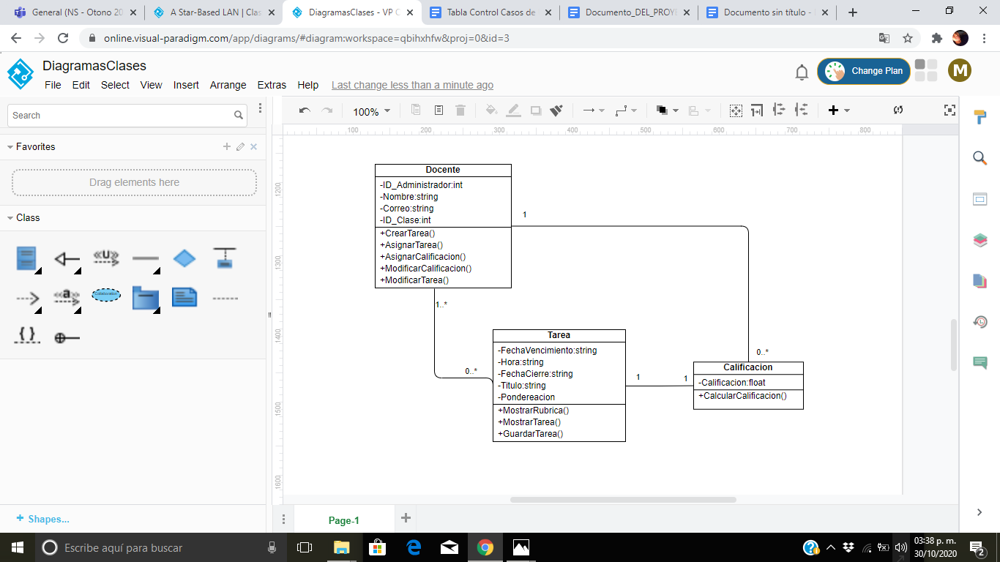 General (NS - Otono 20
A Star-Based LAN | Clas
DiagramasClases - VP O
Tabla Control Casos de
Documento_DEL_PROY
Documento sin título -
online.visual-paradigm.com/app/diagrams/#diagram:workspace=qbihxhfw&proj=0&id=3
DiagramasClases
File Edit Select View Insert Arrange Extras Help Last change less than a minute ago
Change Plan
M
Search
100%
100 200 300 400 500 600 700 800
Favorites
Drag elements here
Class
<<U>>
<<a>>
Collaboration
{ }
1200
1300
1400
1500
1600
Docente
-ID_Administrador:int
-Nombre:string
-Correo:string
-ID_Clase:int
+CrearTarea()
+AsignarTarea()
+AsignarCalificacion()
+ModificarCalificacion()
+ModificarTarea()
1
1..*
0..*
Tarea
-FechaVencimiento:string
-Hora:string
-FechaCierre:string
-Titulo:string
-Pondereacion
+MostrarRubrica()
+MostrarTarea()
+GuardarTarea()
1 1
0..*
Calificacion
-Calificacion:float
+CalcularCalificacion()
+ Shapes...
Page-1
Escribe aquí para buscar
03:38 p. m.
30/10/2020
2